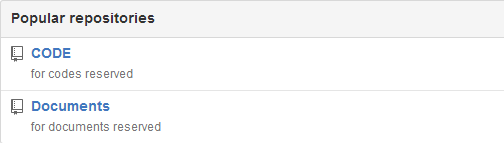 Popular repositories
CODE
for codes reserved
Documents
for documents reserved